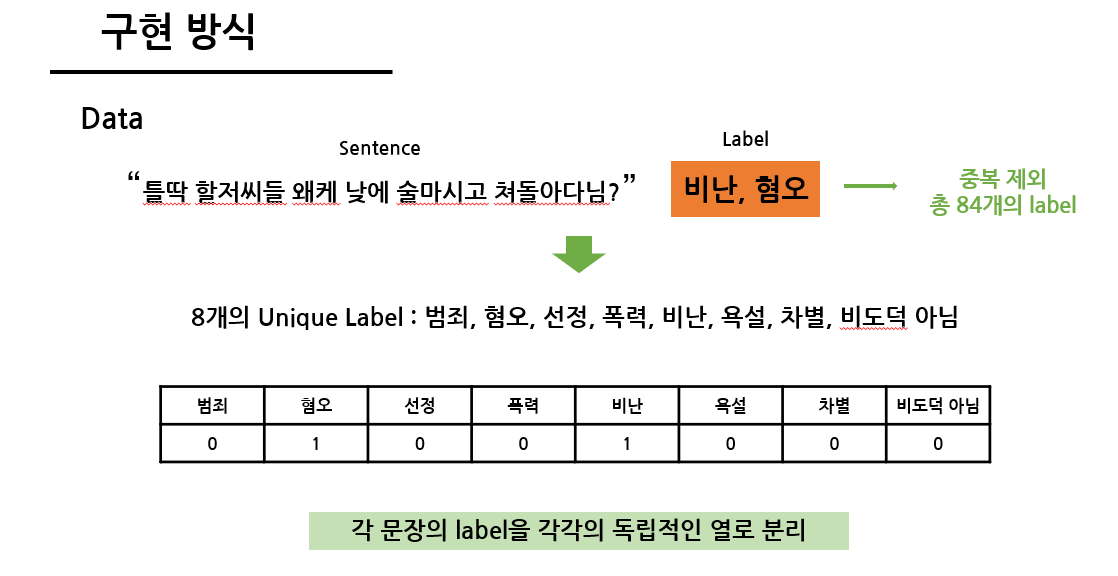 구현 방식
Data
Sentence
Label
“틀딱 할저씨들 왜케 낮에 술마시고 쳐돌아다님?”
비난, 혐오
중복 제외
총 84개의 label
8개의 Unique Label : 범죄, 혐오, 선정, 폭력, 비난, 욕설, 차별, 비도덕 아님
범죄 혐오 선정 폭력 비난 욕설 차별 비도덕 아님
0 1 0 0 1 0 0 0
각 문장의 label을 각각의 독립적인 열로 분리